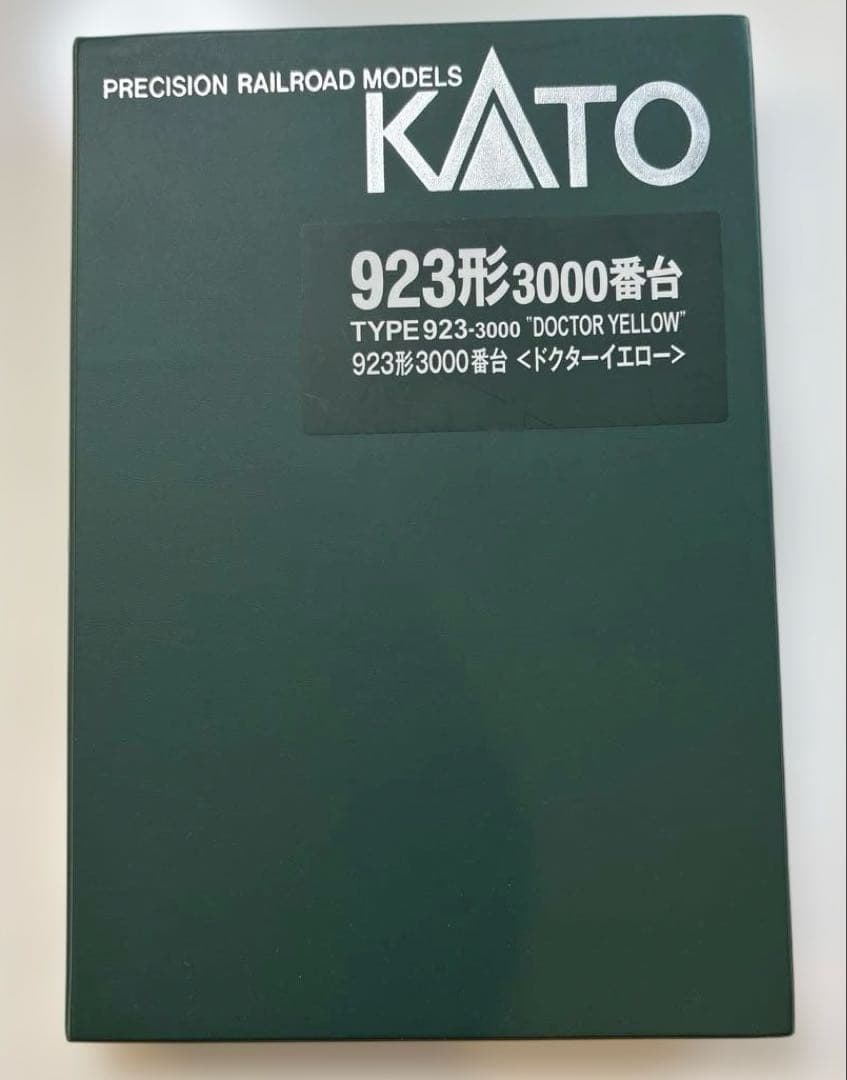 PRECISION RAILROAD MODELS
KATO
923形3000番台
TYPE 923-3000 "DOCTOR YELLOW"
923形3000番台 <ドクターイエロー>